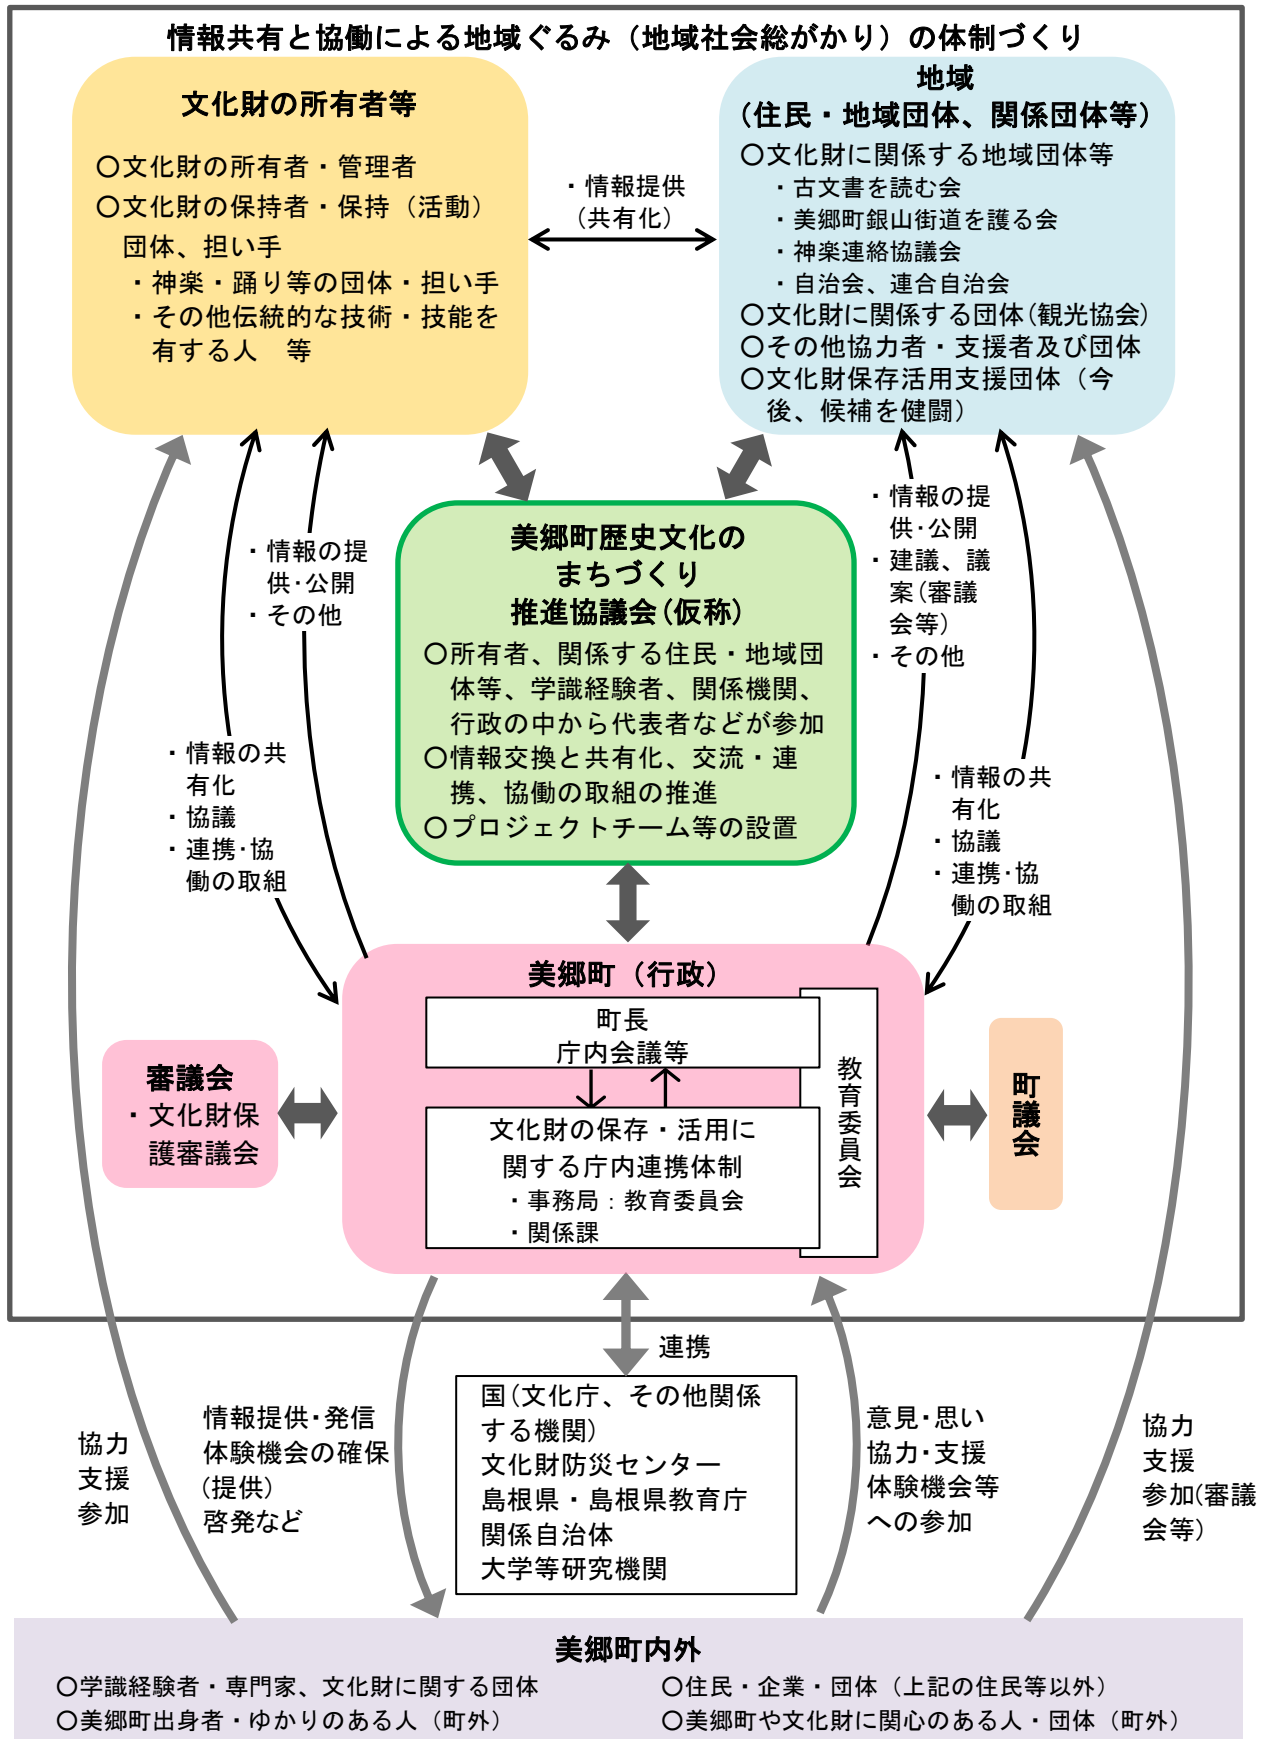 情報共有と協働による地域ぐるみ（地域社会総がかり）の体制づくり
文化財の所有者等
〇文化財の所有者・管理者
〇文化財の保持者・保持（活動）
団体、担い手
・神楽・踊り等の団体・担い手
・その他伝統的な技術・技能を
有する人　等
・情報提供
（共有化）
地域
（住民・地域団体、関係団体等）
〇文化財に関係する地域団体等
・古文書を読む会
・美郷町銀山街道を護る会
・神楽連絡協議会
・自治会、連合自治会
〇文化財に関係する団体（観光協会）
〇その他協力者・支援者及び団体
〇文化財保存活用支援団体（今
後、候補を健闘）
・情報の提
供・公開
・その他
・情報の共
有化
・協議
・連携・協
働の取組
美郷町歴史文化の
まちづくり
推進協議会（仮称）
〇所有者、関係する住民・地域団
体等、学識経験者、関係機関、
行政の中から代表者などが参加
〇情報交換と共有化、交流・連
携、協働の取組の推進
〇プロジェクトチーム等の設置
・情報の提
供・公開
・建議、議
案（審議
会等）
・その他
・情報の共
有化
・協議
・連携・協
働の取組
美郷町（行政）
町長
庁内会議等
文化財の保存・活用に
関する庁内連携体制
・事務局：教育委員会
・関係課
教育委員会
審議会
・文化財保
護審議会
町議会
連携
国（文化庁、その他関係
する機関）
文化財防災センター
島根県・島根県教育庁
関係自治体
大学等研究機関
協力
支援
参加
情報提供・発信
体験機会の確保
（提供）
啓発など
意見・思い
協力・支援
体験機会等
への参加
協力
支援
参加（審議
会等）
美郷町内外
〇学識経験者・専門家、文化財に関する団体
〇美郷町出身者・ゆかりのある人（町外）
〇住民・企業・団体（上記の住民等以外）
〇美郷町や文化財に関心のある人・団体（町外）